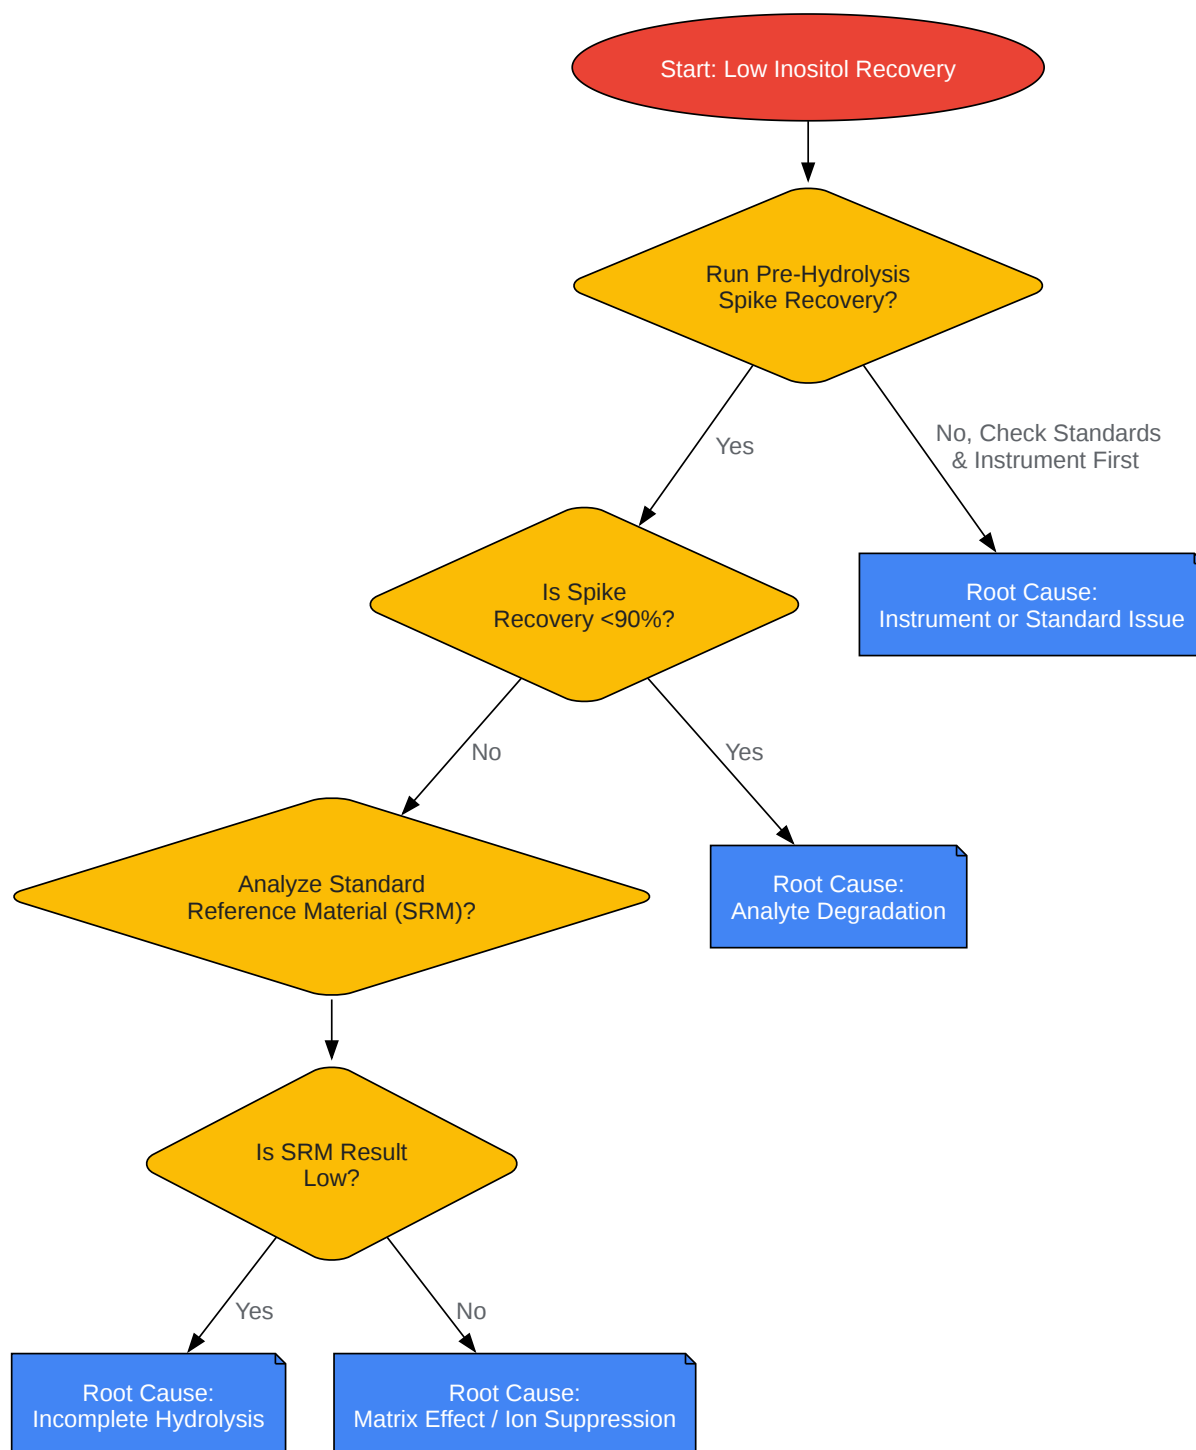 Start: Low Inositol Recovery
Run Pre-Hydrolysis
Spike Recovery?
Yes
No, Check Standards
& Instrument First
Is Spike
Recovery <90%?
Root Cause:
Instrument or Standard Issue
No
Yes
Analyze Standard
Reference Material (SRM)?
Root Cause:
Analyte Degradation
Is SRM Result
Low?
Yes
No
Root Cause:
Incomplete Hydrolysis
Root Cause:
Matrix Effect / Ion Suppression